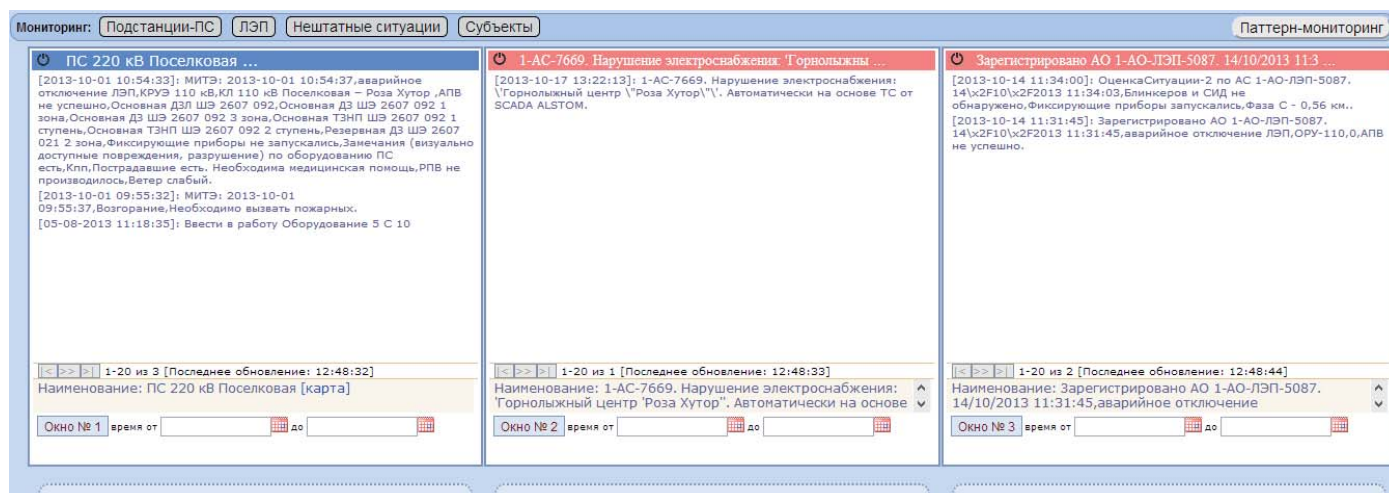 Мониторинг: Подстанции-ПС ЛЭП Нештатные ситуации Субъекты Паттерн-мониторинг
ПС 220 кВ Поселковая ...
[2013-10-01 10:54:33]: МИТЭ: 2013-10-01 10:54:37,аварийное
отключение ЛЭП,КРУЭ 110 кВ,КЛ 110 кВ Поселковая – Роза Хутор ,АПВ
не успешно,Основная ДЗЛ ШЭ 2607 092,Основная ДЗ ШЭ 2607 092 1
зона,Основная ДЗ ШЭ 2607 092 3 зона,Основная ТЗНП ШЭ 2607 092 1
ступень,Основная ТЗНП ШЭ 2607 092 2 ступень,Резервная ДЗ ШЭ 2607
021 2 зона,Фиксирующие приборы не запускались,Замечания (визуально
доступные повреждения, разрушение) по оборудованию ПС
есть,Кпп,Пострадавшие есть. Необходима медицинская помощь,РПВ не
производилось,Ветер слабый.
[2013-10-01 09:55:32]: МИТЭ: 2013-10-01
09:55:37,Возгорание,Необходимо вызвать пожарных.
[05-08-2013 11:18:35]: Ввести в работу Оборудование 5 С 10
|< >> >| 1-20 из 3 [Последнее обновление: 12:48:32]
Наименование: ПС 220 кВ Поселковая [карта]
Окно № 1 время от до
1-АС-7669. Нарушение электроснабжения: 'Горнолыжны ...
[2013-10-17 13:22:13]: 1-АС-7669. Нарушение электроснабжения:
\'Горнолыжный центр \"Роза Хутор\"\'. Автоматически на основе ТС от
SCADA ALSTOM.
|< >> >| 1-20 из 1 [Последнее обновление: 12:48:33]
Наименование: 1-АС-7669. Нарушение электроснабжения:
'Горнолыжный центр 'Роза Хутор''. Автоматически на основе
Окно № 2 время от до
Зарегистрировано АО 1-АО-ЛЭП-5087. 14/10/2013 11:3 ...
[2013-10-14 11:34:00]: ОценкаСитуации-2 по АС 1-АО-ЛЭП-5087.
14\x2F10\x2F2013 11:34:03,Блинкеров и СИД не
обнаружено,Фиксирующие приборы запускались,Фаза С - 0,56 км..
[2013-10-14 11:31:45]: Зарегистрировано АО 1-АО-ЛЭП-5087.
14\x2F10\x2F2013 11:31:45,аварийное отключение ЛЭП,ОРУ-110,0,АПВ
не успешно.
|< >> >| 1-20 из 2 [Последнее обновление: 12:48:44]
Наименование: Зарегистрировано АО 1-АО-ЛЭП-5087.
14/10/2013 11:31:45,аварийное отключение
Окно № 3 время от до